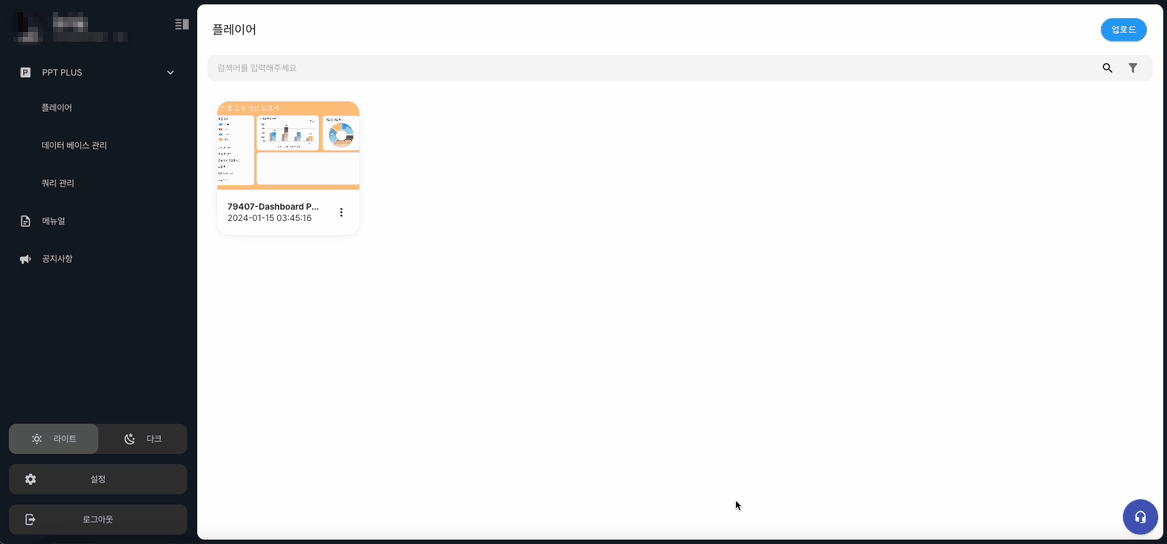 플레이어
업로드
검색어를 입력해주세요
PPT PLUS
플레이어
데이터 베이스 관리
쿼리 관리
메뉴얼
공지사항
79407-Dashboard P...
2024-01-15 03:45:16
라이트
다크
설정
로그아웃